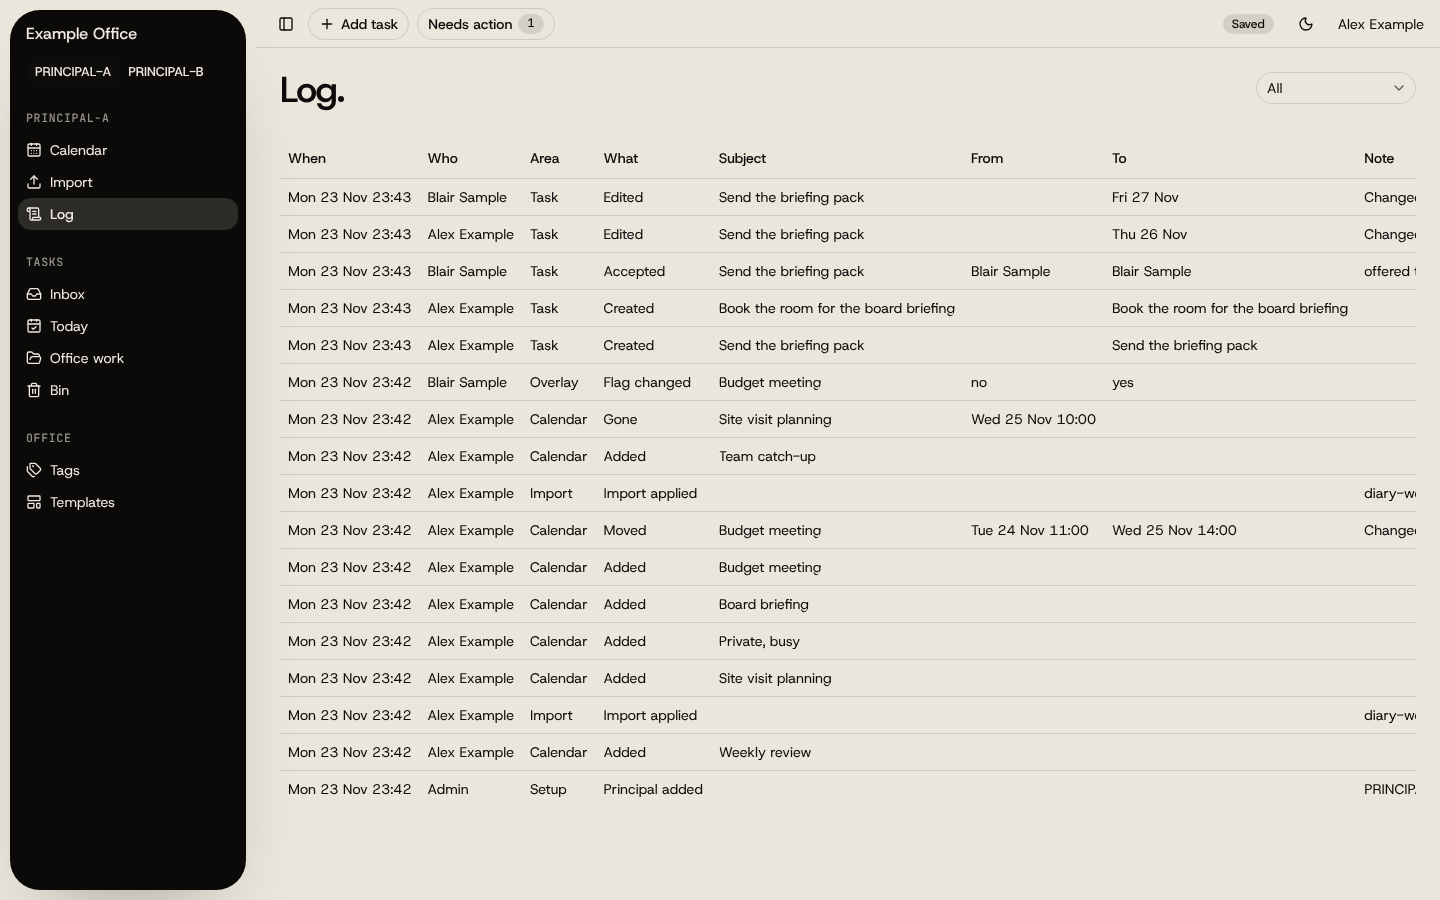 Example Office
PRINCIPAL-A PRINCIPAL-B
PRINCIPAL-A
Calendar
Import
Log
TASKS
Inbox
Today
Office work
Bin
OFFICE
Tags
Templates
Add task Needs action 1 Saved Alex Example
Log. All
When Who Area What Subject From To Note
Mon 23 Nov 23:43 Blair Sample Task Edited Send the briefing pack Fri 27 Nov
Mon 23 Nov 23:43 Alex Example Task Edited Send the briefing pack Thu 26 Nov
Mon 23 Nov 23:43 Blair Sample Task Accepted Send the briefing pack Blair Sample Blair Sample offered
Mon 23 Nov 23:43 Alex Example Task Created Book the room for the board briefing Book the room for the board briefing
Mon 23 Nov 23:43 Alex Example Task Created Send the briefing pack Send the briefing pack
Mon 23 Nov 23:42 Blair Sample Overlay Flag changed Budget meeting no yes
Mon 23 Nov 23:42 Alex Example Calendar Gone Site visit planning Wed 25 Nov 10:00
Mon 23 Nov 23:42 Alex Example Calendar Added Team catch-up
Mon 23 Nov 23:42 Alex Example Import Import applied
Mon 23 Nov 23:42 Alex Example Calendar Moved Budget meeting Tue 24 Nov 11:00 Wed 25 Nov 14:00
Mon 23 Nov 23:42 Alex Example Calendar Added Budget meeting
Mon 23 Nov 23:42 Alex Example Calendar Added Board briefing
Mon 23 Nov 23:42 Alex Example Calendar Added Private, busy
Mon 23 Nov 23:42 Alex Example Calendar Added Site visit planning
Mon 23 Nov 23:42 Alex Example Import Import applied
Mon 23 Nov 23:42 Alex Example Calendar Added Weekly review
Mon 23 Nov 23:42 Admin Setup Principal added